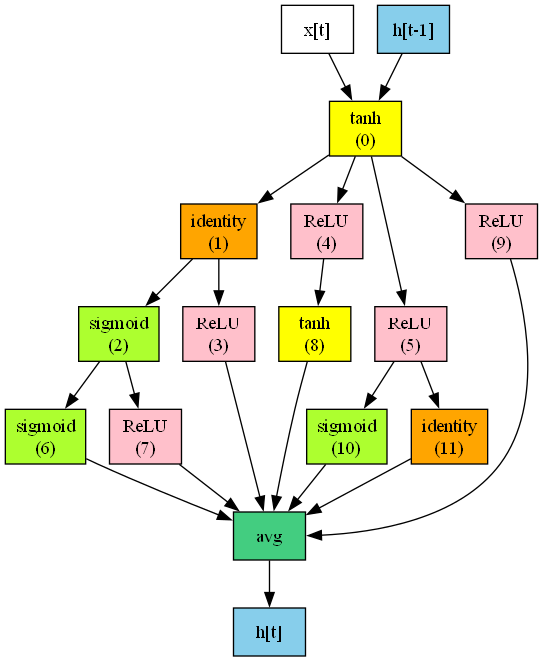 x[t]
h[t-1]
tanh
(0)
identity
(1)
ReLU
(4)
ReLU
(9)
sigmoid
(2)
ReLU
(3)
tanh
(8)
ReLU
(5)
sigmoid
(6)
ReLU
(7)
sigmoid
(10)
identity
(11)
avg
h[t]